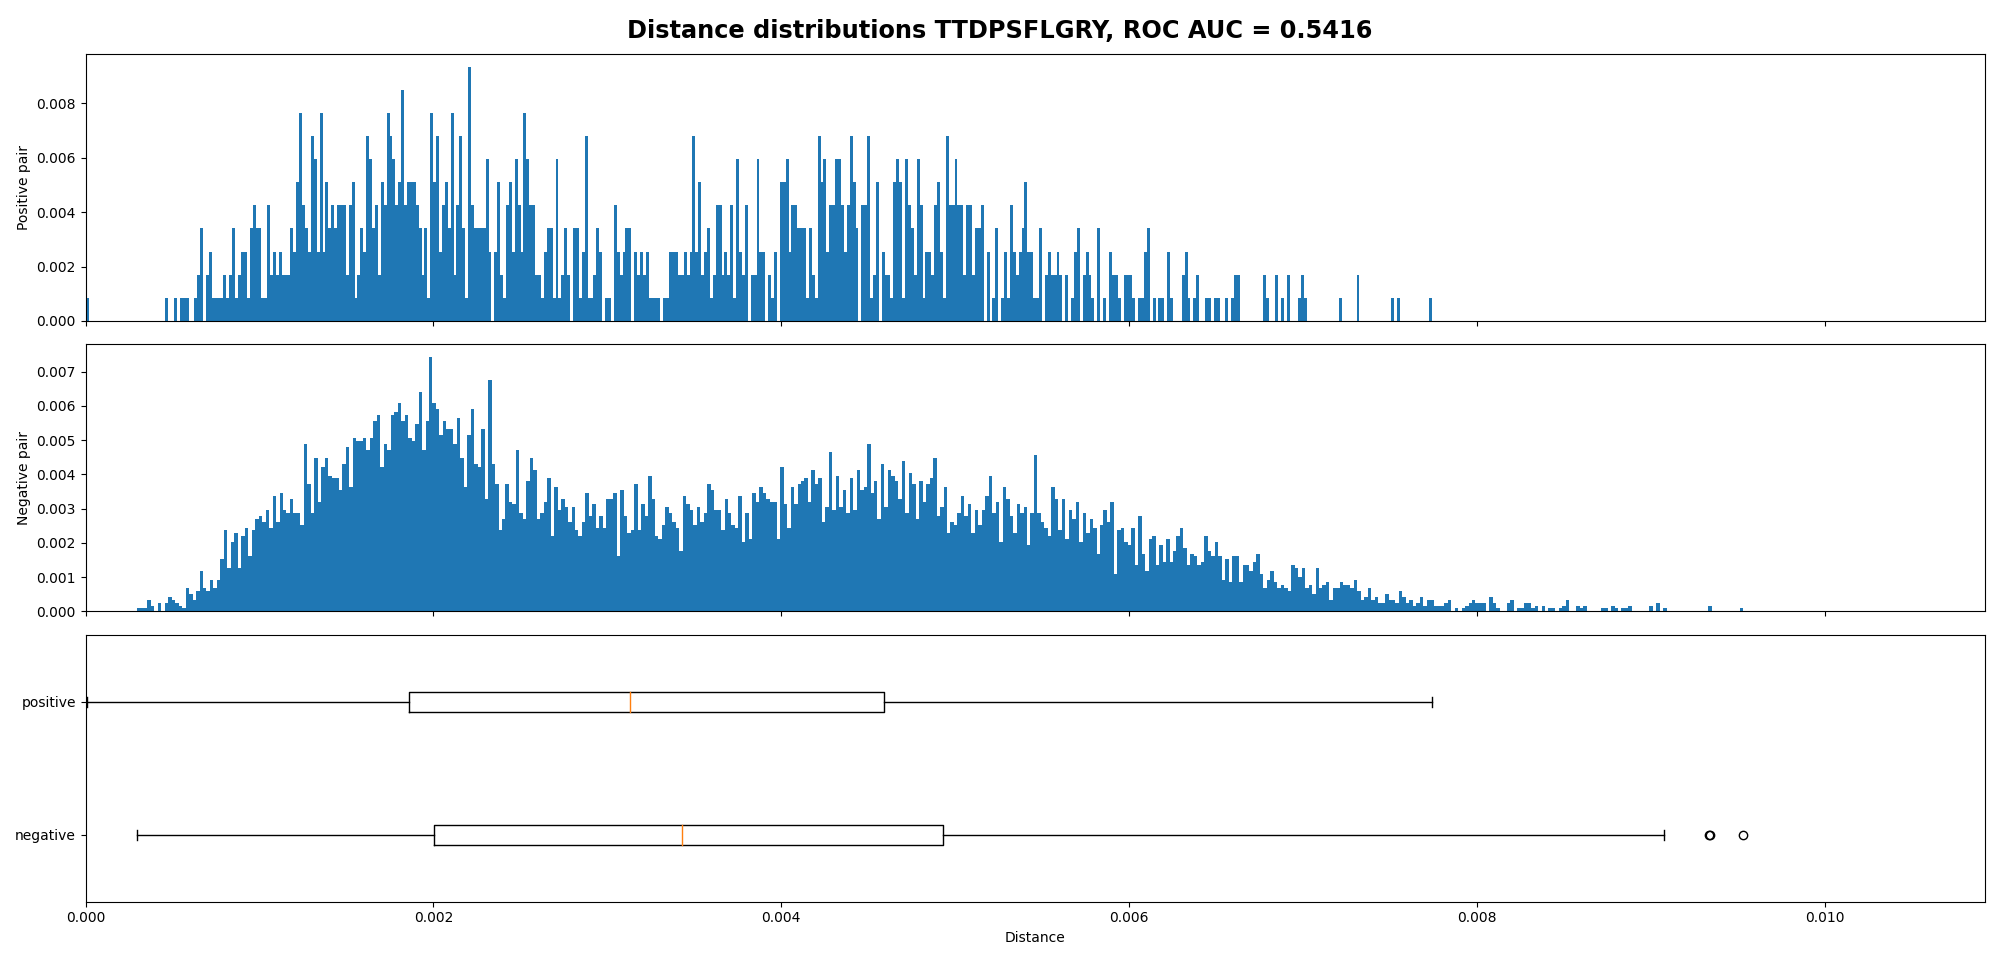 Distance distributions TTDPSFLGRY, ROC AUC = 0.5416
Positive pair
0.008
0.006
0.004
0.002
0.000
Negative pair
0.007
0.006
0.005
0.004
0.003
0.002
0.001
0.000
positive
negative
0.000 0.002 0.004 0.006 0.008 0.010
Distance